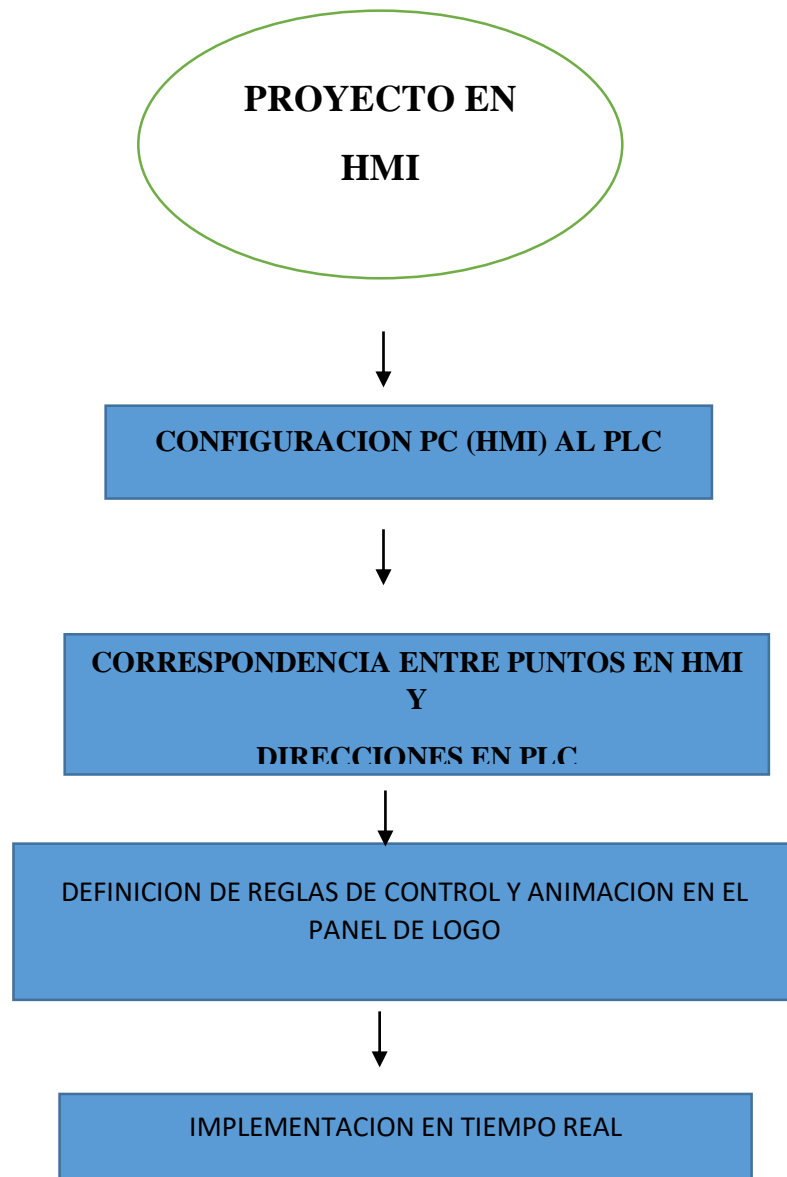 PROYECTO EN
HMI
CONFIGURACION PC (HMI) AL PLC
CORRESPONDENCIA ENTRE PUNTOS EN HMI
Y
DIRECCIONES EN PLC
DEFINICION DE REGLAS DE CONTROL Y ANIMACION EN EL
PANEL DE LOGO
IMPLEMENTACION EN TIEMPO REAL